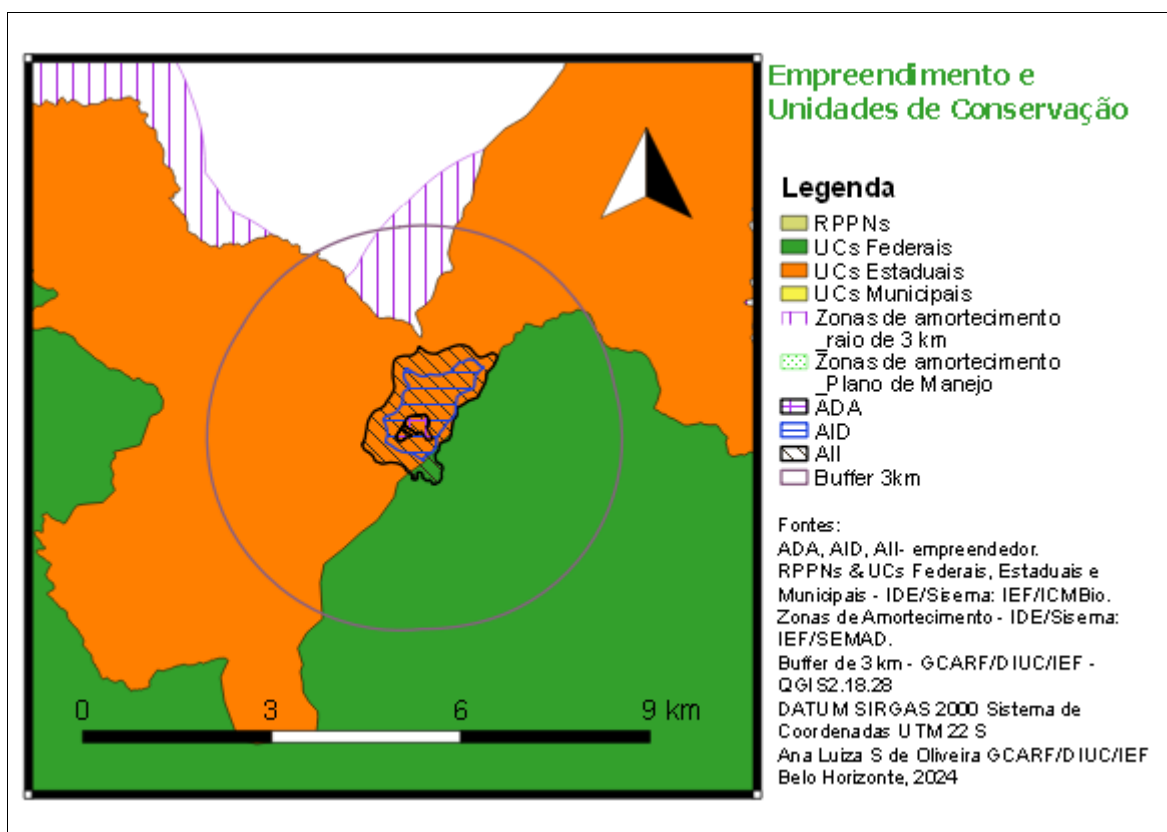 Empreendimento e
Unidades de Conservação
Legenda
RPPNs
UCs Federais
UCs Estaduais
UCs Municipais
Zonas de amortecimento
_raio de 3 km
Zonas de amortecimento
_Plano de Manejo
ADA
AID
AII
Buffer 3km
Fontes:
ADA, AID, AII- empreendedor.
RPPNs & UCs Federais, Estaduais e
Municipais - IDE/Sisema: IEF/ICMBio.
Zonas de Amortecimento - IDE/Sisema:
IEF/SEMAD.
Buffer de 3 km - GCARF/DIUC/IEF -
QGIS2.18.28
DATUM SIRGAS 2000 Sistema de
Coordenadas UTM 22 S
Ana Luiza S de Oliveira GCARF/DIUC/IEF
Belo Horizonte, 2024
0 3 6 9 km